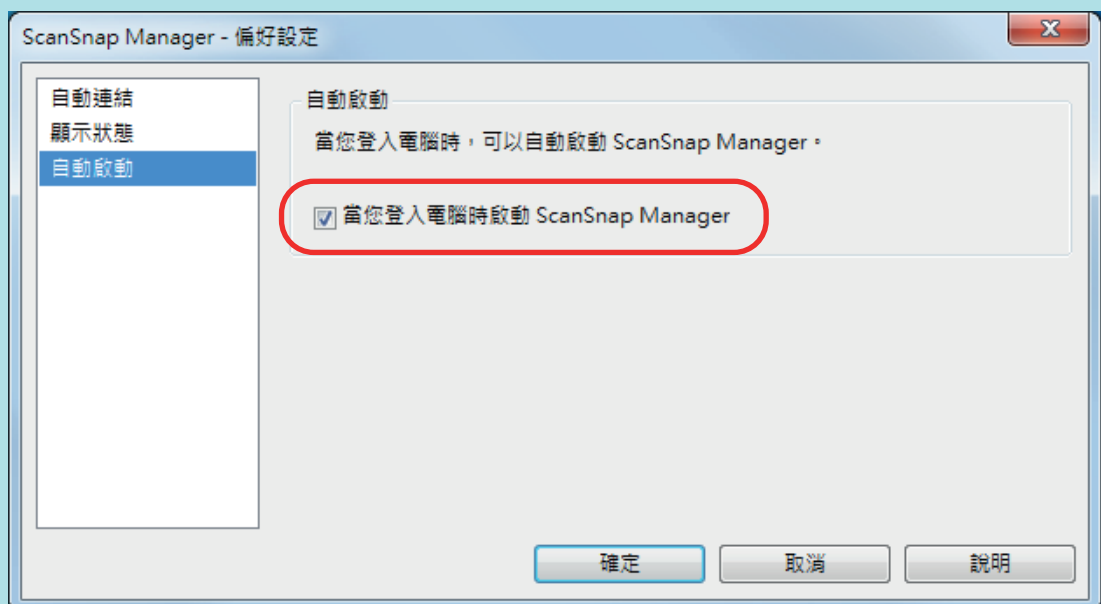 ScanSnap Manager - 偏好設定
自動連結
顯示狀態
自動啟動
自動啟動
當您登入電腦時，可以自動啟動 ScanSnap Manager。
當您登入電腦時啟動 ScanSnap Manager
確定
取消
說明